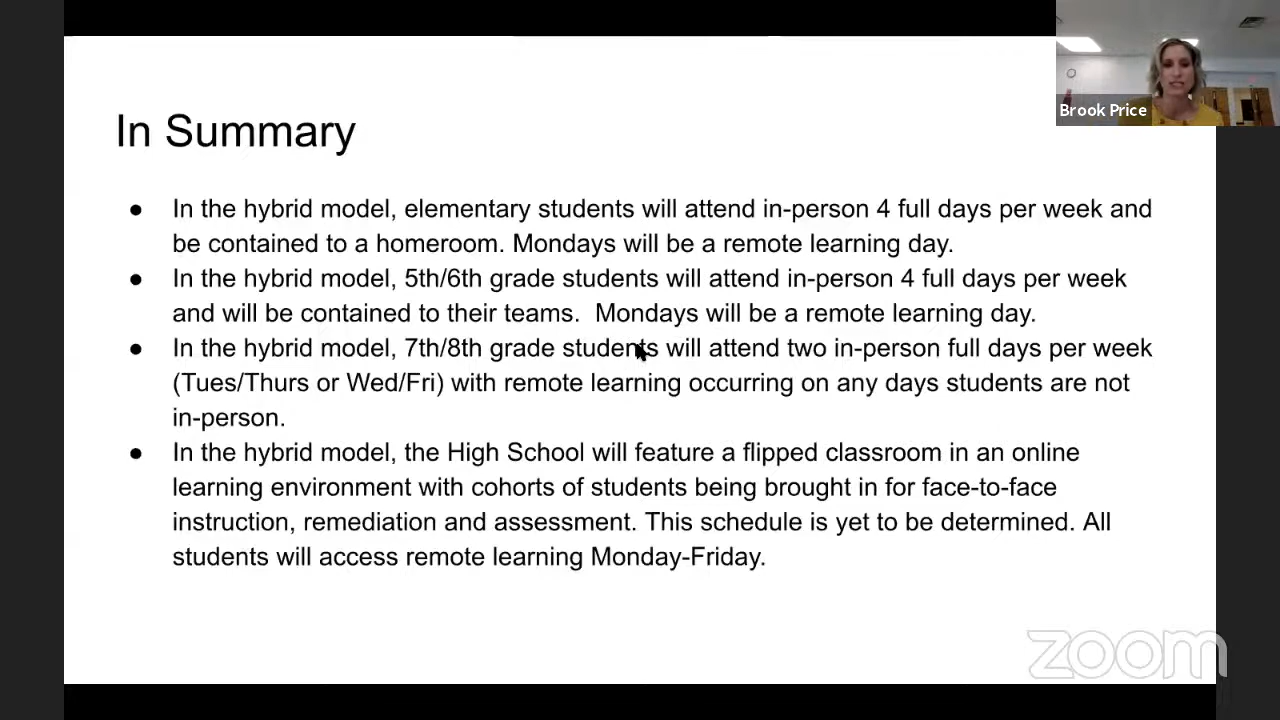 Brook Price
In Summary
● In the hybrid model, elementary students will attend in-person 4 full days per week and
be contained to a homeroom. Mondays will be a remote learning day.
● In the hybrid model, 5th/6th grade students will attend in-person 4 full days per week
and will be contained to their teams.  Mondays will be a remote learning day.
● In the hybrid model, 7th/8th grade students will attend two in-person full days per week
(Tues/Thurs or Wed/Fri) with remote learning occurring on any days students are not
in-person.
● In the hybrid model, the High School will feature a flipped classroom in an online
learning environment with cohorts of students being brought in for face-to-face
instruction, remediation and assessment. This schedule is yet to be determined. All
students will access remote learning Monday-Friday.
zoom